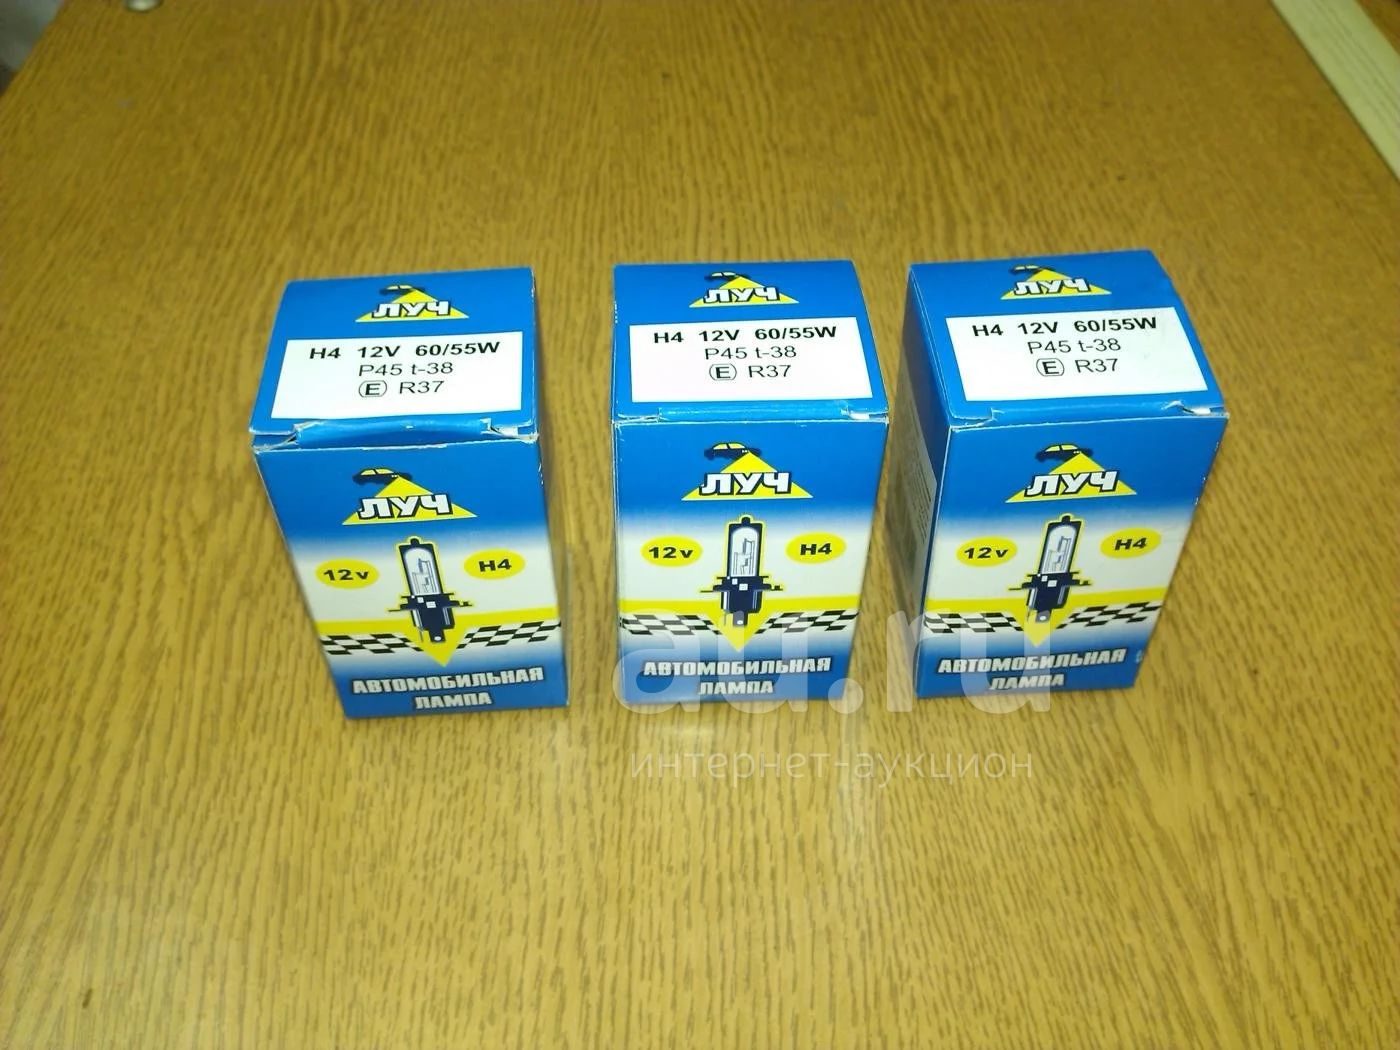 ЛУЧ
H4 12V 60/55W
P45 t-38
E R37
ЛУЧ
12v
H4
АВТОМОБИЛЬНАЯ
ЛАМПА
ЛУЧ
H4 12V 60/55W
P45 t-38
E R37
ЛУЧ
12v
H4
АВТОМОБИЛЬНАЯ
ЛАМПА
ЛУЧ
H4 12V 60/55W
P45 t-38
E R37
ЛУЧ
12v
H4
АВТОМОБИЛЬНАЯ
ЛАМПА
au.ru
интернет-аукцион